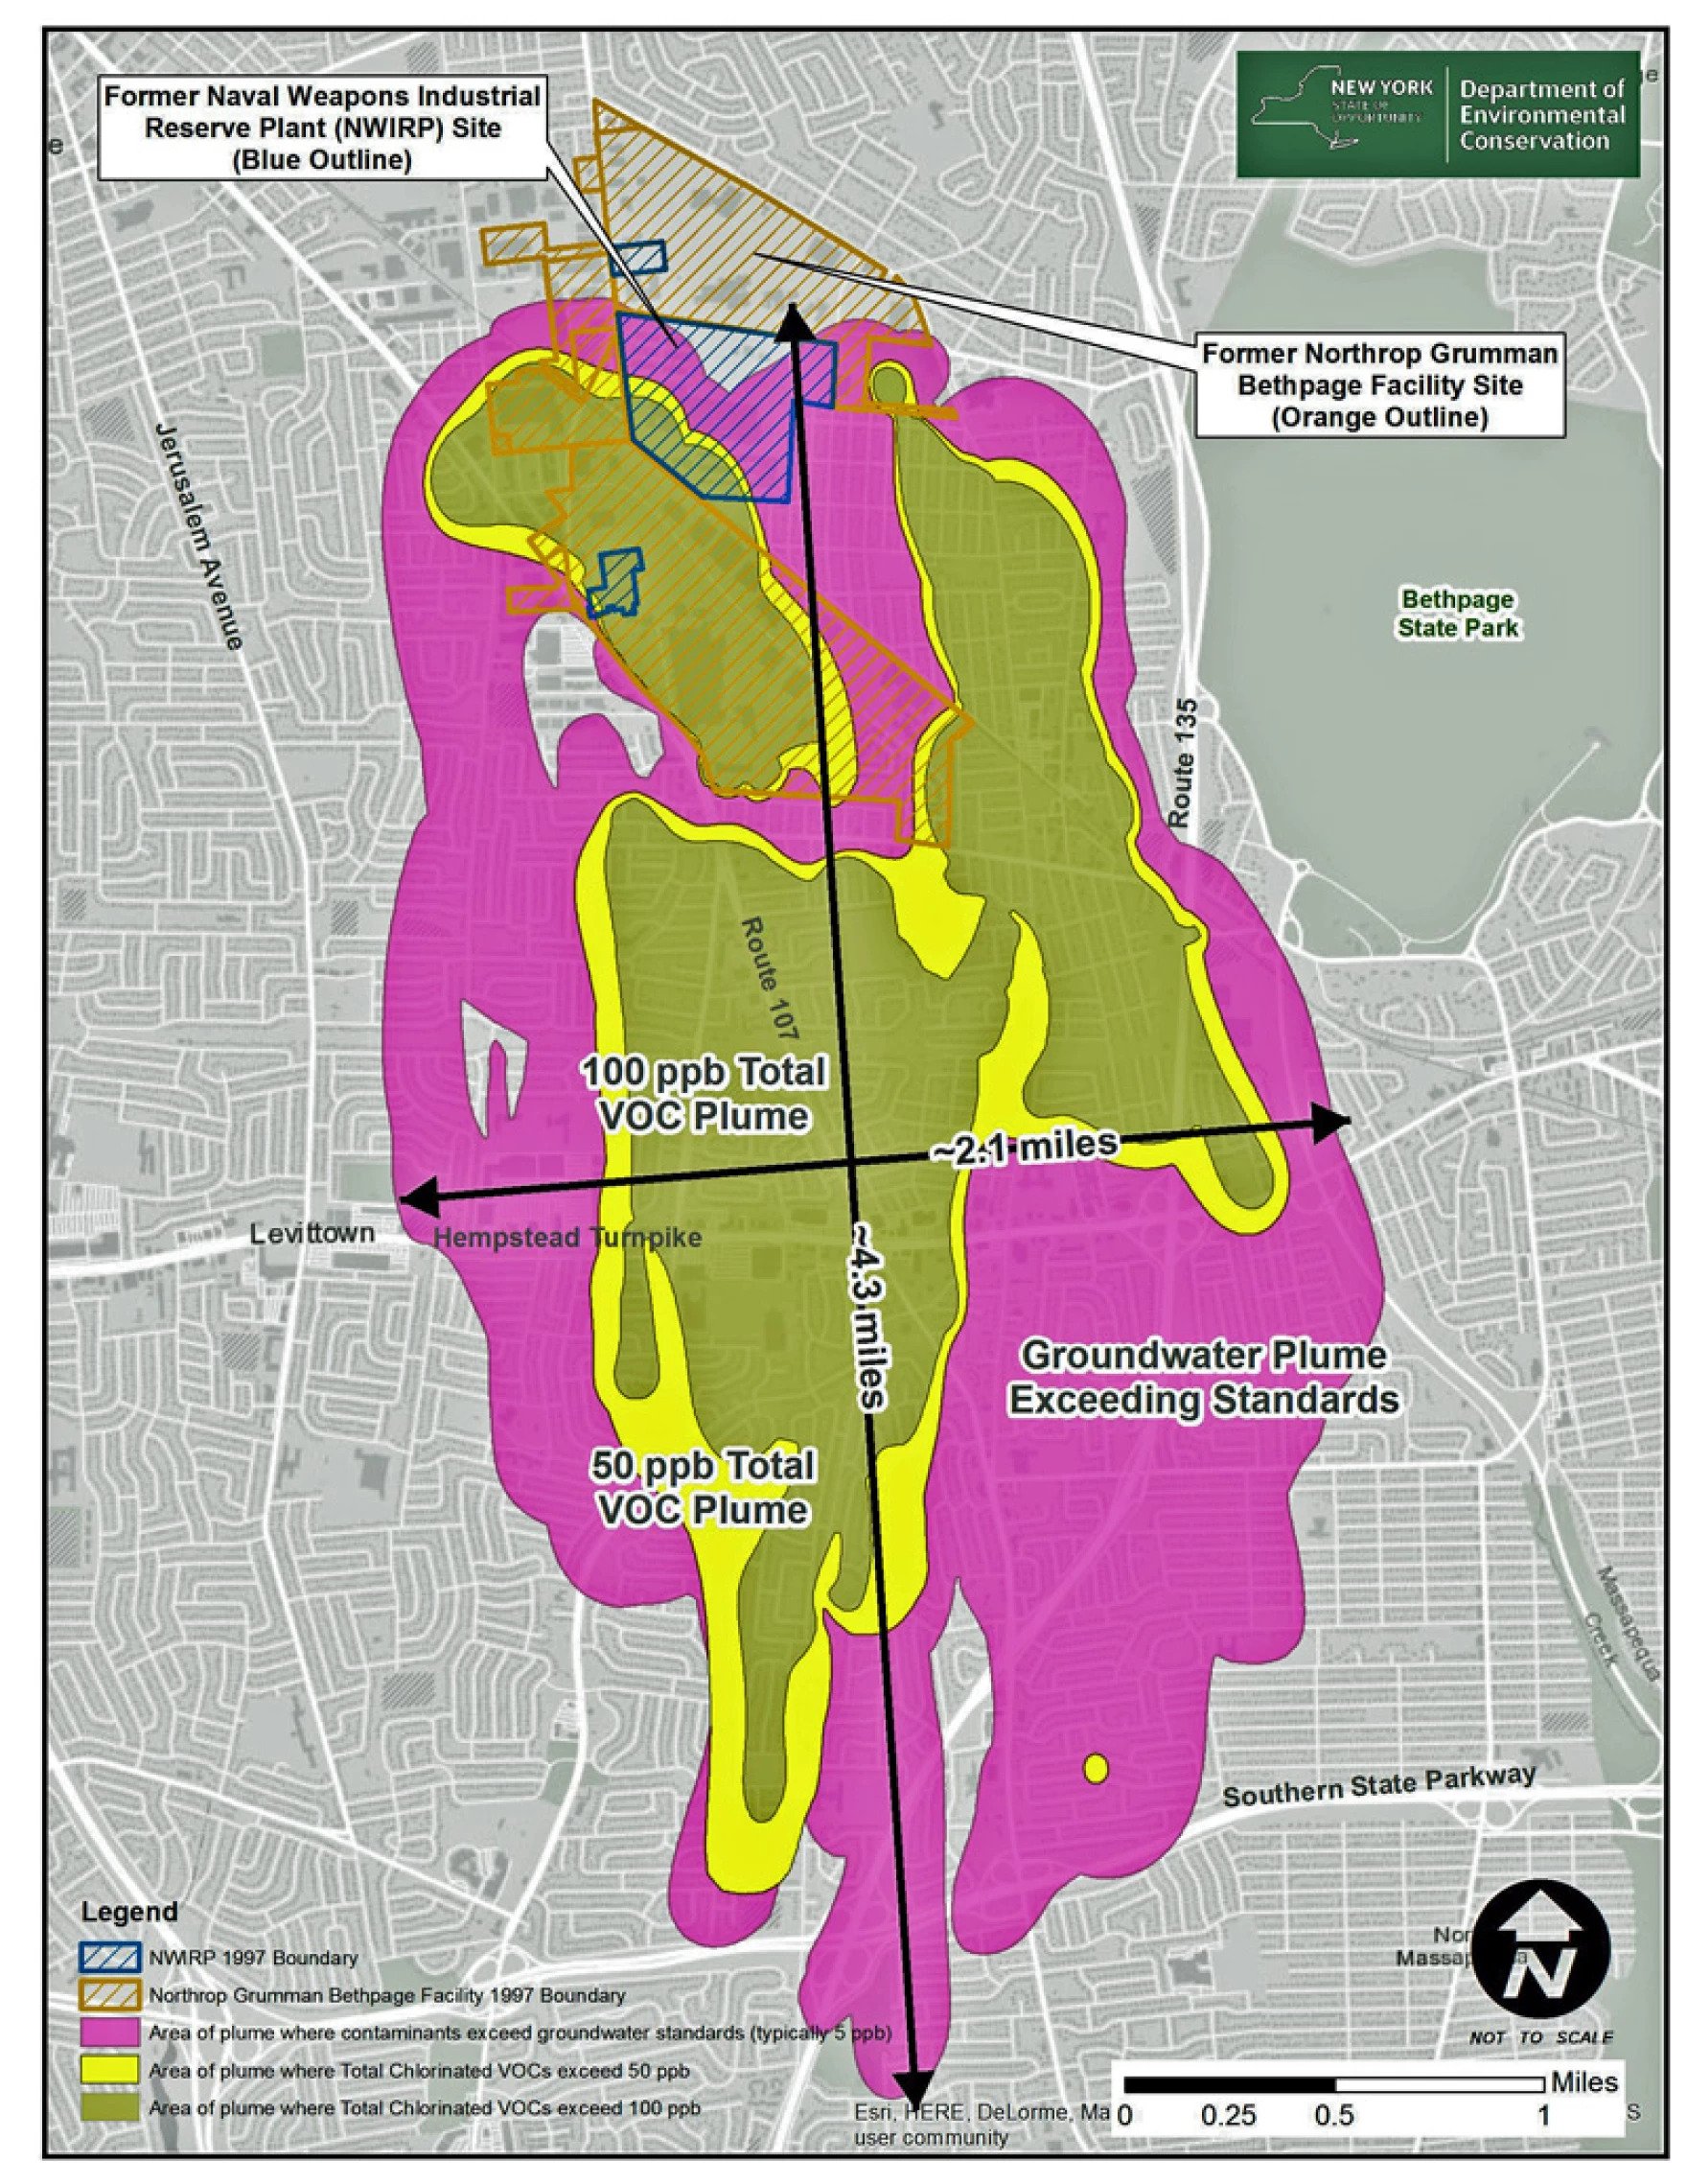 Former Naval Weapons Industrial
Reserve Plant (NWIRP) Site
(Blue Outline)
NEW YORK
STATE OF
OPPORTUNITY
Department of
Environmental
Conservation
e
e
Former Northrop Grumman
Bethpage Facility Site
(Orange Outline)
Jerusalem Avenue
Bethpage
State Park
Route 135
Route 107
100 ppb Total
VOC Plume
~2.1 miles
Levittown
Hempstead Turnpike
~4.3 miles
Groundwater Plume
Exceeding Standards
50 ppb Total
VOC Plume
Massapequa
Creek
Southern State Parkway
Legend
NWIRP 1997 Boundary
Northrop Grumman Bethpage Facility 1997 Boundary
Area of plume where contaminants exceed groundwater standards (typically 5 ppb)
Area of plume where Total Chlorinated VOCs exceed 50 ppb
Area of plume where Total Chlorinated VOCs exceed 100 ppb
Nor
Massap
N
NOT TO SCALE
Miles
0 0.25 0.5 1
Esri, HERE, DeLorme, Ma
S
user community